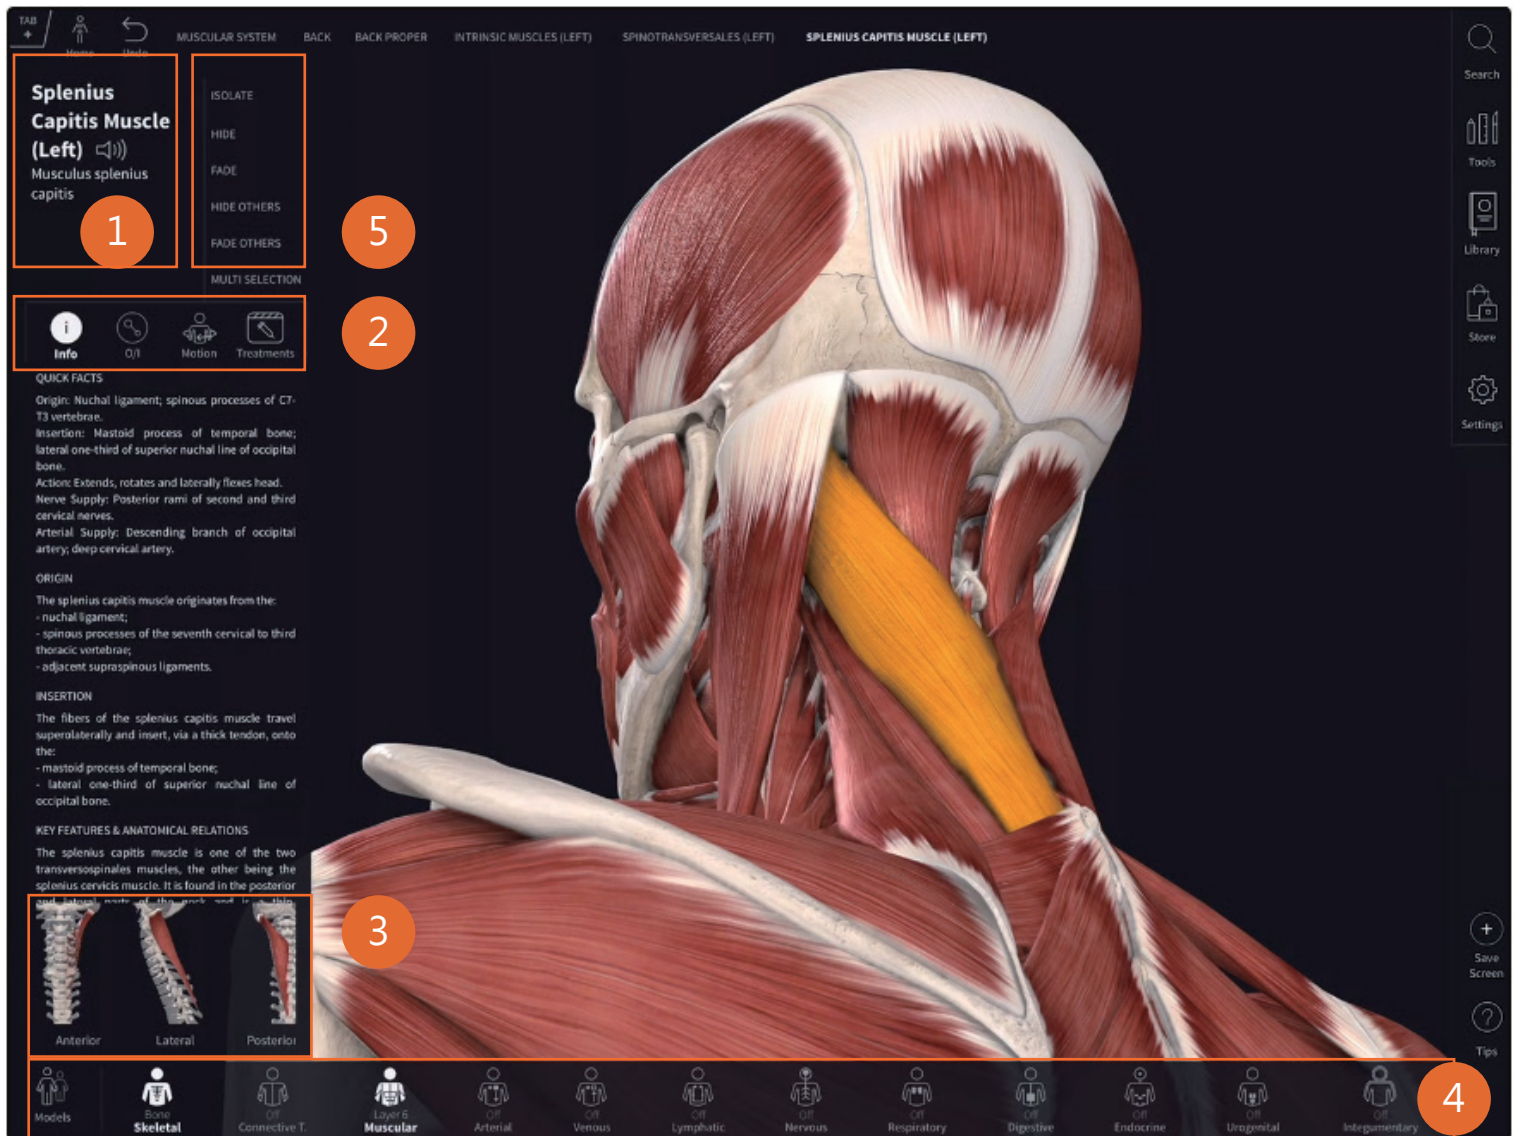 TAB
+
Home
Undo
MUSCULAR SYSTEM
BACK
BACK PROPER
INTRINSIC MUSCLES (LEFT)
SPINOTRANSVERSALES (LEFT)
SPLENIUS CAPITIS MUSCLE (LEFT)
Splenius
Capitis Muscle
(Left)
Musculus splenius
capitis
1
ISOLATE
HIDE
FADE
HIDE OTHERS
FADE OTHERS
MULTI SELECTION
5
Info
O/I
Motion
Treatments
2
QUICK FACTS
Origin: Nuchal ligament; spinous processes of C7-
T3 vertebrae.
Insertion: Mastoid process of temporal bone;
lateral one-third of superior nuchal line of occipital
bone.
Action: Extends, rotates and laterally flexes head.
Nerve Supply: Posterior rami of second and third
cervical nerves.
Arterial Supply: Descending branch of occipital
artery; deep cervical artery.
ORIGIN
The splenius capitis muscle originates from the:
- nuchal ligament;
- spinous processes of the seventh cervical to third
thoracic vertebrae;
- adjacent supraspinous ligaments.
INSERTION
The fibers of the splenius capitis muscle travel
superolaterally and insert, via a thick tendon, onto
the:
- mastoid process of temporal bone;
- lateral one-third of superior nuchal line of
occipital bone.
KEY FEATURES & ANATOMICAL RELATIONS
The splenius capitis muscle is one of the two
transversospinales muscles, the other being the
splenius cervicis muscle. It is found in the posterior
and lateral parts of the neck and is a thin,
Anterior
Lateral
Posterior
3
Search
Tools
Library
Store
Settings
+
Save
Screen
?
Tips
Models
Bone
Skeletal
Off
Connective T.
Layer 6
Muscular
Off
Arterial
Off
Venous
Off
Lymphatic
Off
Nervous
Off
Respiratory
Off
Digestive
Off
Endocrine
Off
Urogenital
Off
Integumentary
4